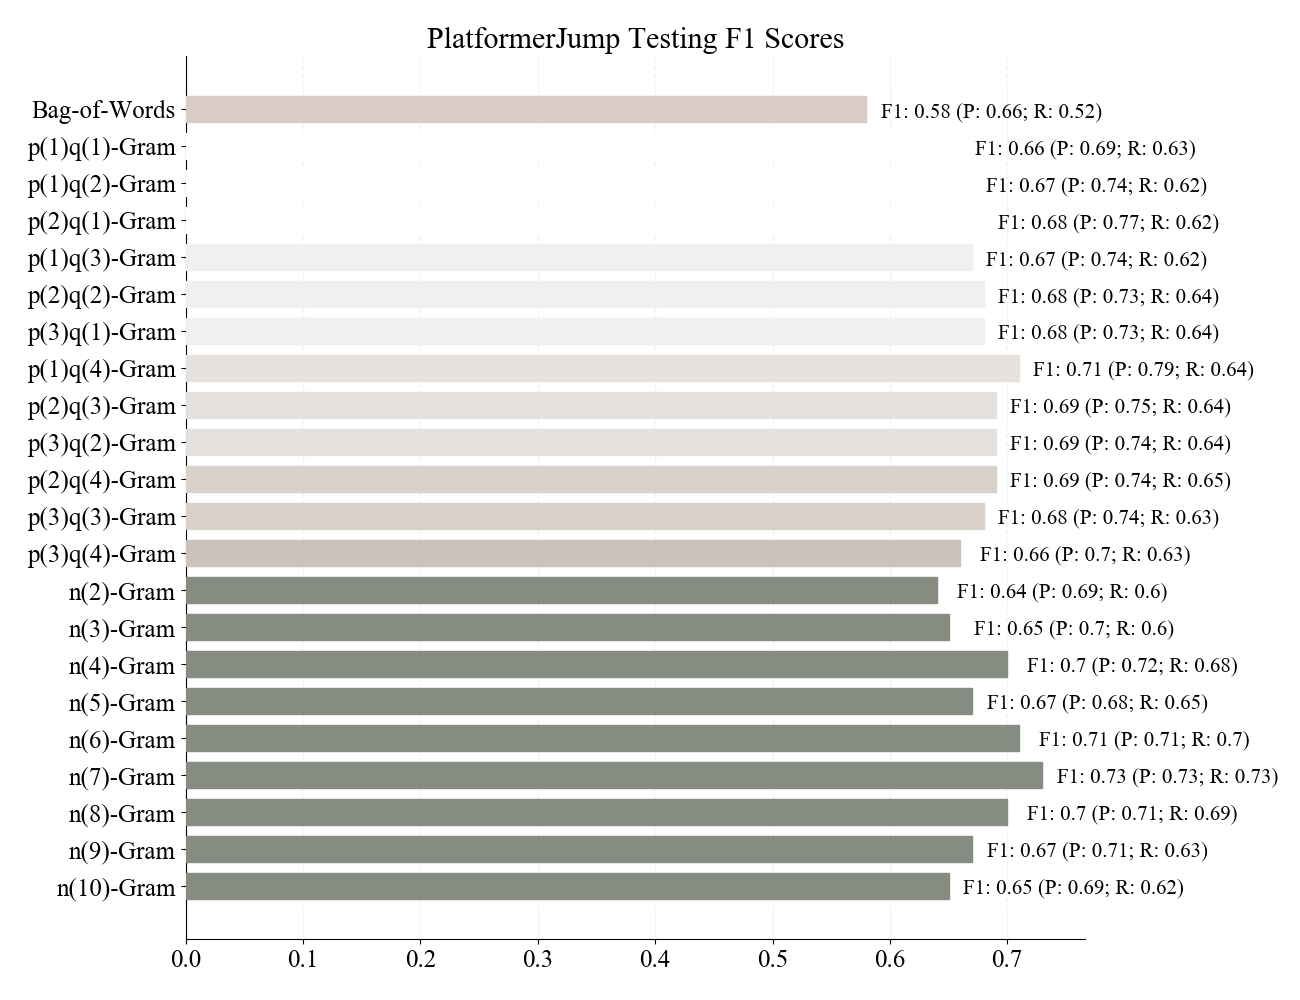 PlatformerJump Testing F1 Scores
Bag-of-Words F1: 0.58 (P: 0.66; R: 0.52)
p(1)q(1)-Gram F1: 0.66 (P: 0.69; R: 0.63)
p(1)q(2)-Gram F1: 0.67 (P: 0.74; R: 0.62)
p(2)q(1)-Gram F1: 0.68 (P: 0.77; R: 0.62)
p(1)q(3)-Gram F1: 0.67 (P: 0.74; R: 0.62)
p(2)q(2)-Gram F1: 0.68 (P: 0.73; R: 0.64)
p(3)q(1)-Gram F1: 0.68 (P: 0.73; R: 0.64)
p(1)q(4)-Gram F1: 0.71 (P: 0.79; R: 0.64)
p(2)q(3)-Gram F1: 0.69 (P: 0.75; R: 0.64)
p(3)q(2)-Gram F1: 0.69 (P: 0.74; R: 0.64)
p(2)q(4)-Gram F1: 0.69 (P: 0.74; R: 0.65)
p(3)q(3)-Gram F1: 0.68 (P: 0.74; R: 0.63)
p(3)q(4)-Gram F1: 0.66 (P: 0.7; R: 0.63)
n(2)-Gram F1: 0.64 (P: 0.69; R: 0.6)
n(3)-Gram F1: 0.65 (P: 0.7; R: 0.6)
n(4)-Gram F1: 0.7 (P: 0.72; R: 0.68)
n(5)-Gram F1: 0.67 (P: 0.68; R: 0.65)
n(6)-Gram F1: 0.71 (P: 0.71; R: 0.7)
n(7)-Gram F1: 0.73 (P: 0.73; R: 0.73)
n(8)-Gram F1: 0.7 (P: 0.71; R: 0.69)
n(9)-Gram F1: 0.67 (P: 0.71; R: 0.63)
n(10)-Gram F1: 0.65 (P: 0.69; R: 0.62)
0.0 0.1 0.2 0.3 0.4 0.5 0.6 0.7